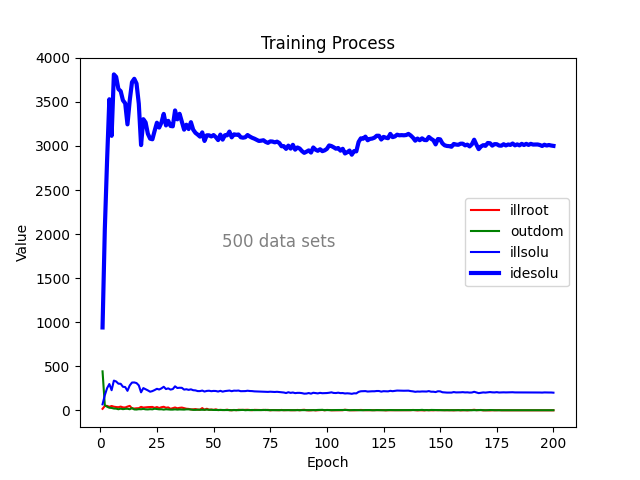 Training Process
Value
4000
3500
3000
2500
2000
1500
1000
500
0
500 data sets
illroot
outdom
illsolu
idesolu
0 25 50 75 100 125 150 175 200
Epoch